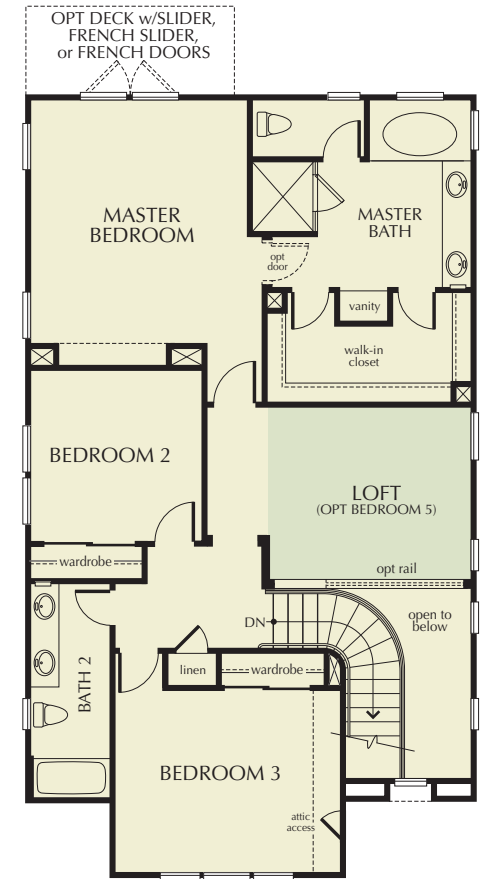 OPT DECK w/SLIDER,
FRENCH SLIDER,
or FRENCH DOORS
MASTER
BEDROOM
MASTER
BATH
opt
door
vanity
walk-in
closet
BEDROOM 2
LOFT
(OPT BEDROOM 5)
opt rail
wardrobe
open to
below
DN
BATH 2
linen
wardrobe
BEDROOM 3
attic
access